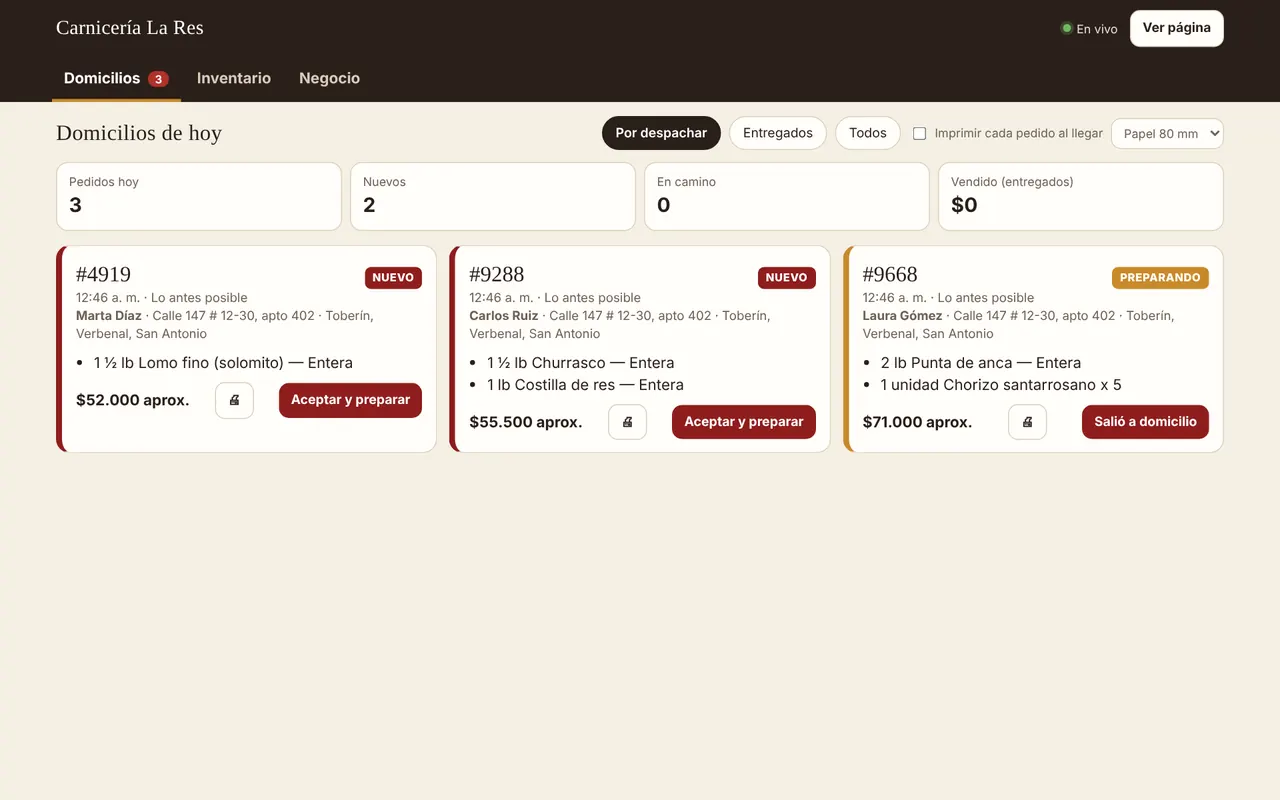 Carnicería La Res
En vivo
Ver página
Domicilios 3
Inventario
Negocio
Domicilios de hoy
Por despachar
Entregados
Todos
Imprimir cada pedido al llegar
Papel 80 mm
Pedidos hoy
3
Nuevos
2
En camino
0
Vendido (entregados)
$0
#4919
NUEVO
12:46 a. m. · Lo antes posible
Marta Díaz · Calle 147 # 12-30, apto 402 · Toberín,
Verbenal, San Antonio
• 1 ½ lb Lomo fino (solomito) — Entera
$52.000 aprox.
Aceptar y preparar
#9288
NUEVO
12:46 a. m. · Lo antes posible
Carlos Ruiz · Calle 147 # 12-30, apto 402 · Toberín,
Verbenal, San Antonio
• 1 ½ lb Churrasco — Entera
• 1 lb Costilla de res — Entera
$55.500 aprox.
Aceptar y preparar
#9668
PREPARANDO
12:46 a. m. · Lo antes posible
Laura Gómez · Calle 147 # 12-30, apto 402 · Toberín,
Verbenal, San Antonio
• 2 lb Punta de anca — Entera
• 1 unidad Chorizo santarrosano x 5
$71.000 aprox.
Salió a domicilio